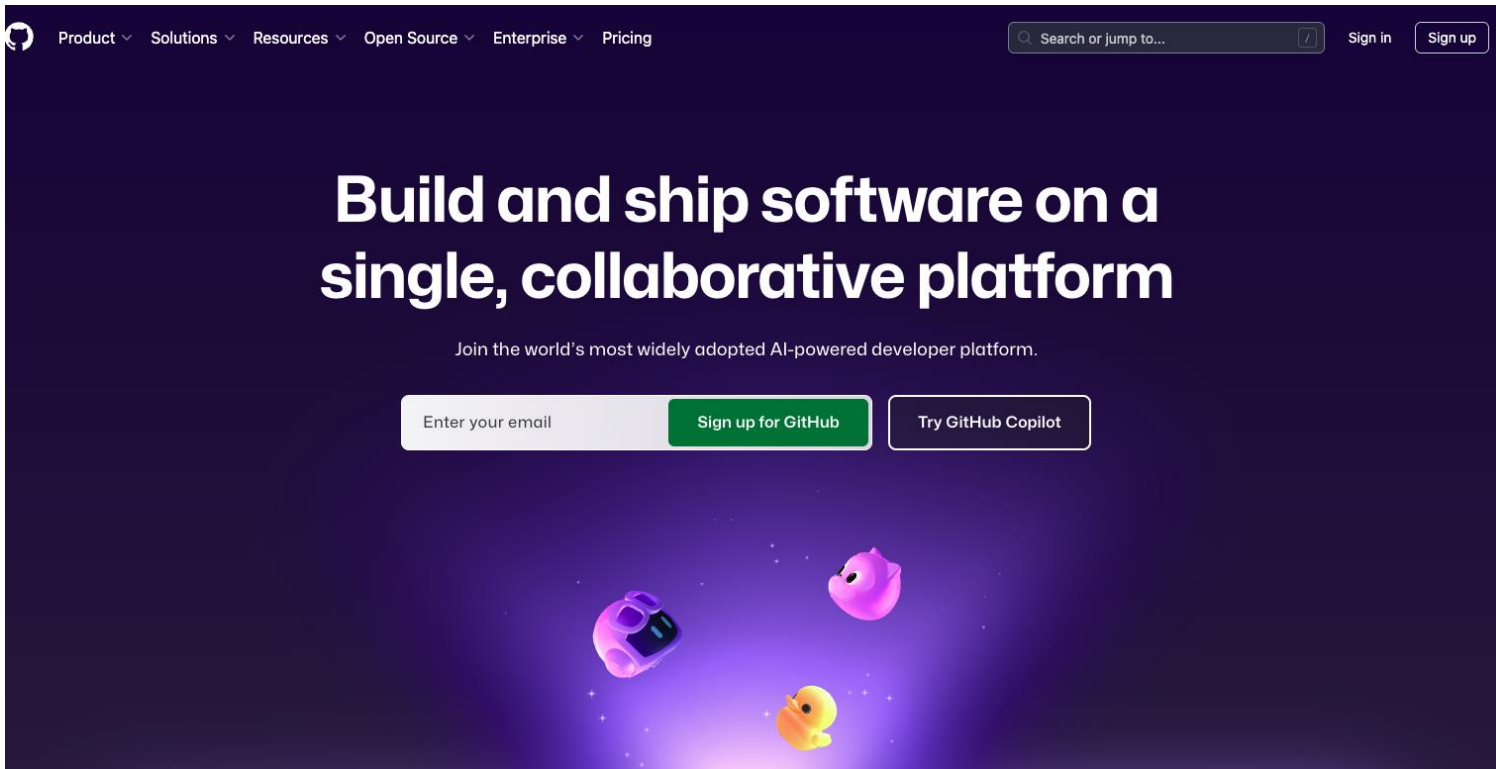 Product Solutions Resources Open Source Enterprise Pricing Search or jump to... / Sign in Sign up
Build and ship software on a
single, collaborative platform
Join the world's most widely adopted AI-powered developer platform.
Enter your email Sign up for GitHub Try GitHub Copilot